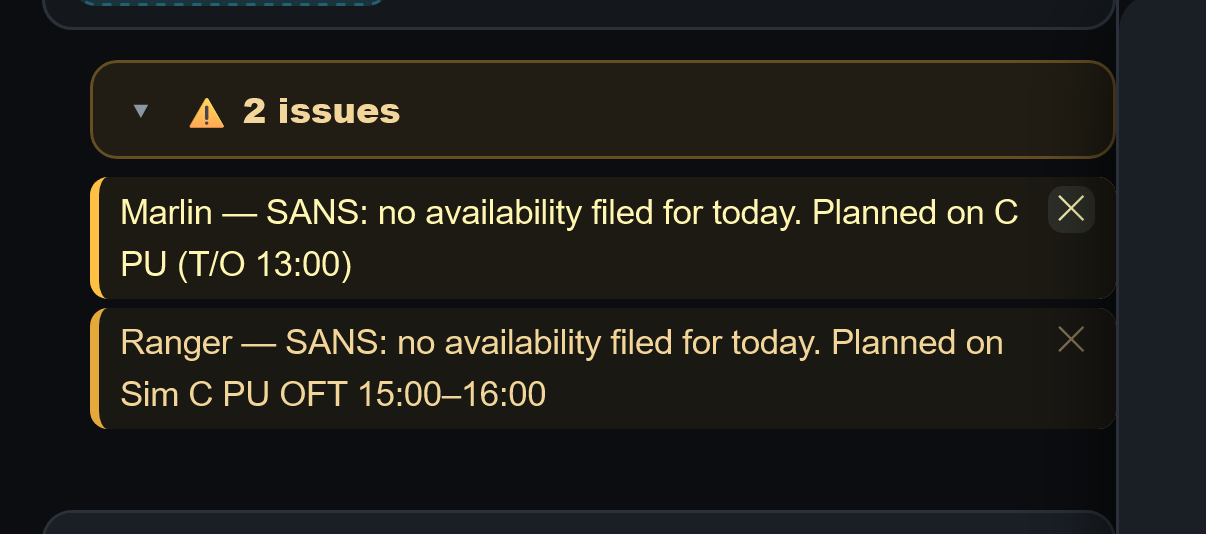 2 issues
Marlin — SANS: no availability filed for today. Planned on C
PU (T/O 13:00)
Ranger — SANS: no availability filed for today. Planned on
Sim C PU OFT 15:00–16:00